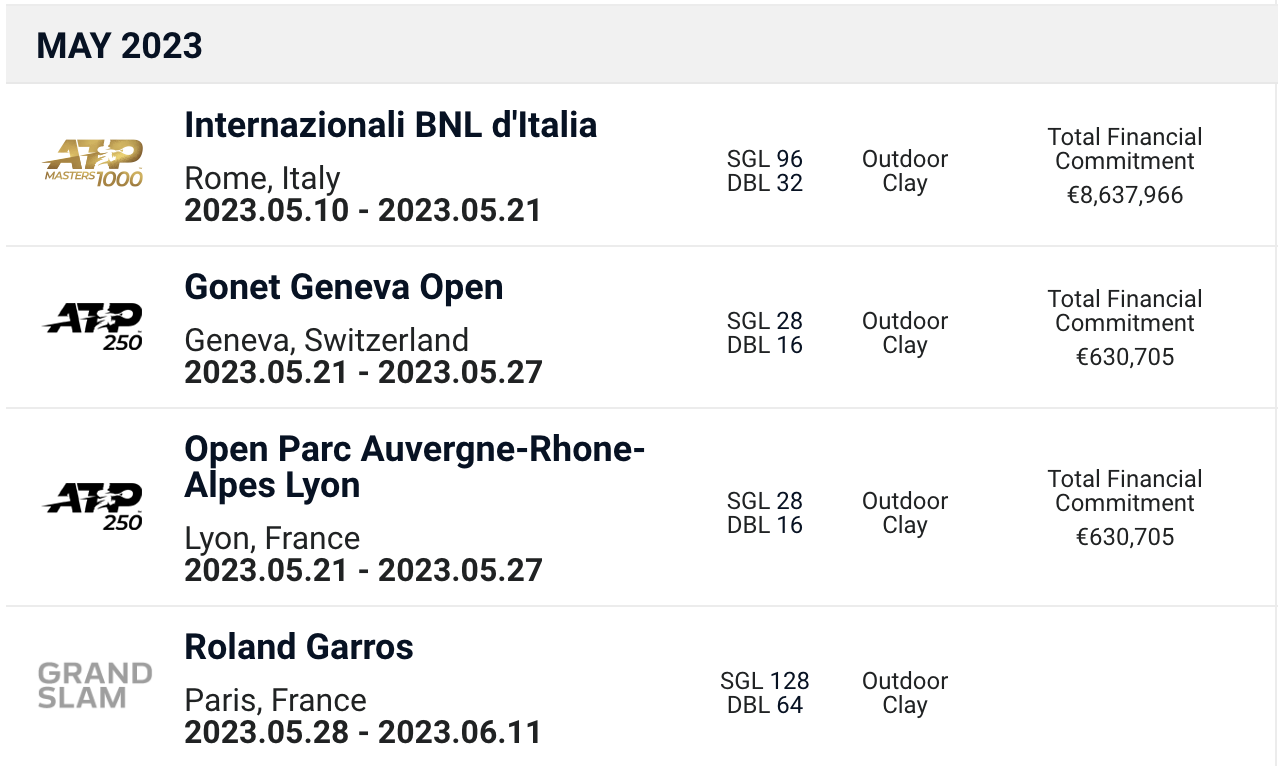 MAY 2023
ATP
MASTERS 1000
Internazionali BNL d'Italia
Rome, Italy
2023.05.10 - 2023.05.21
SGL 96
DBL 32
Outdoor
Clay
Total Financial
Commitment
€8,637,966
ATP
250
Gonet Geneva Open
Geneva, Switzerland
2023.05.21 - 2023.05.27
SGL 28
DBL 16
Outdoor
Clay
Total Financial
Commitment
€630,705
ATP
250
Open Parc Auvergne-Rhone-
Alpes Lyon
Lyon, France
2023.05.21 - 2023.05.27
SGL 28
DBL 16
Outdoor
Clay
Total Financial
Commitment
€630,705
GRAND
SLAM
Roland Garros
Paris, France
2023.05.28 - 2023.06.11
SGL 128
DBL 64
Outdoor
Clay